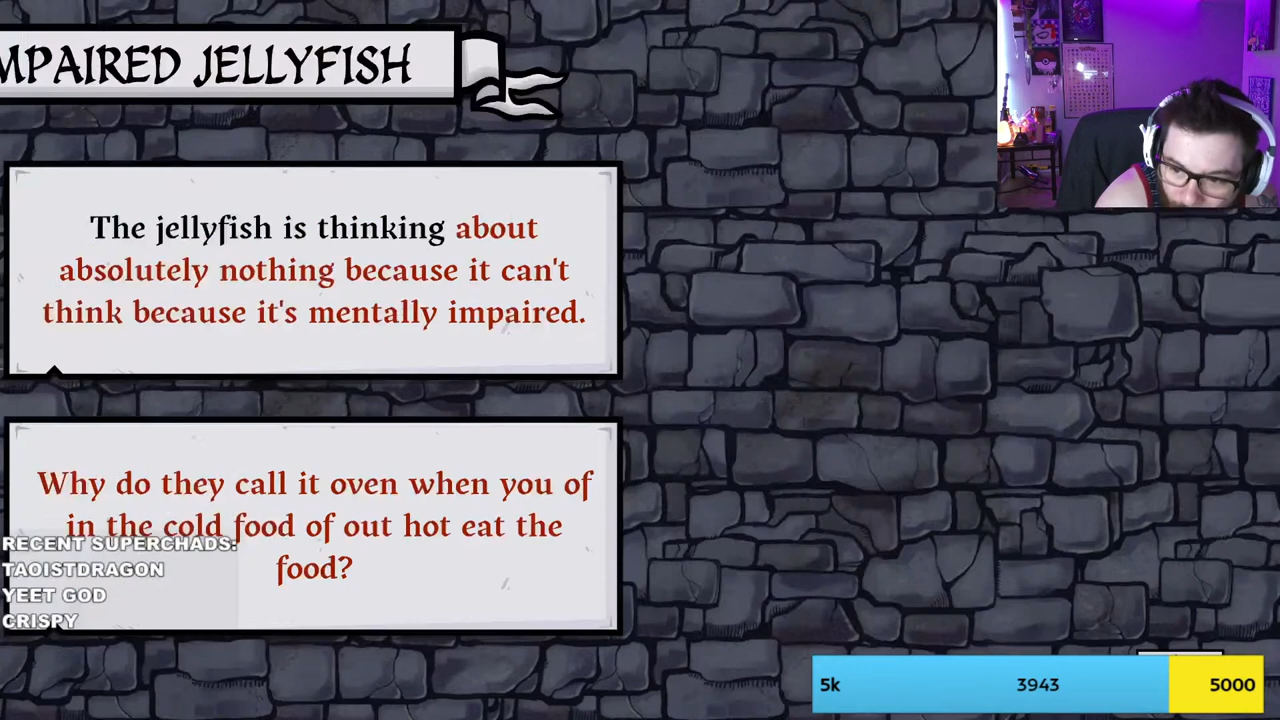 MPAIRED JELLYFISH
The jellyfish is thinking about
absolutely nothing because it can't
think because it's mentally impaired.
Why do they call it oven when you of
in the cold food of out hot eat the
food?
RECENT SUPERCHADS:
TAOISTDRAGON
YEET GOD
CRISPY
5k 3943 5000